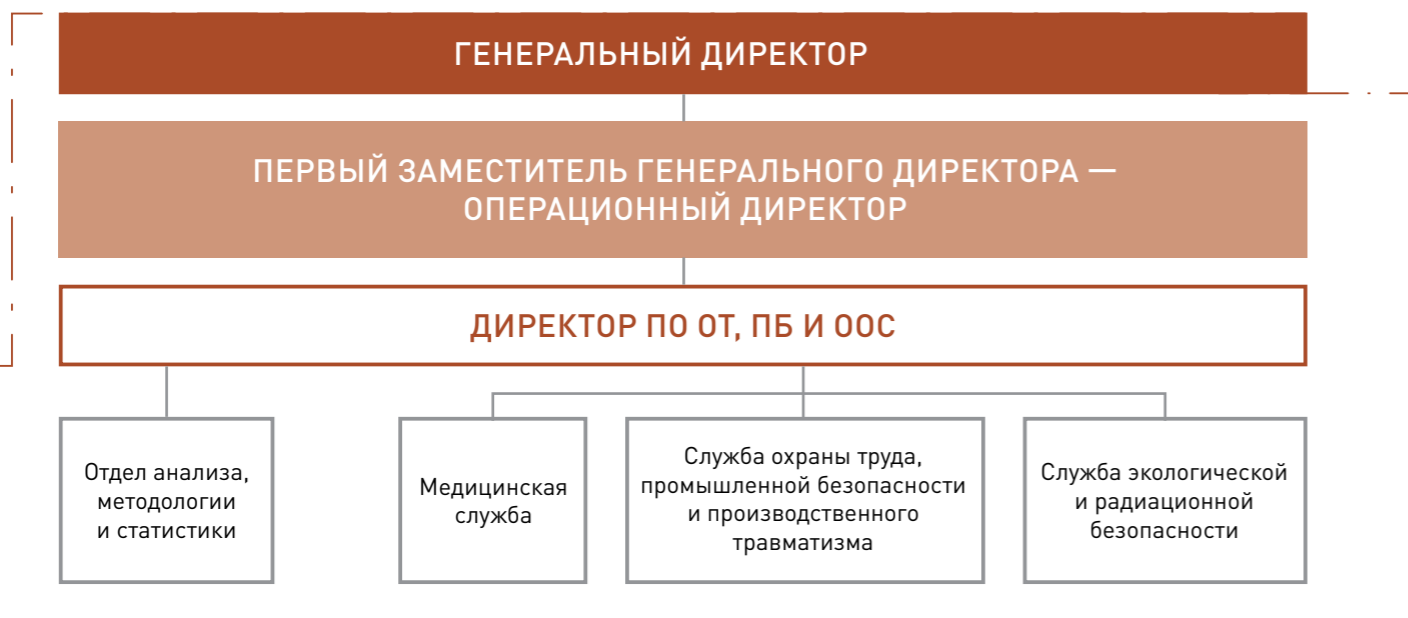 ГЕНЕРАЛЬНЫЙ ДИРЕКТОР
ПЕРВЫЙ ЗАМЕСТИТЕЛЬ ГЕНЕРАЛЬНОГО ДИРЕКТОРА —
ОПЕРАЦИОННЫЙ ДИРЕКТОР
ДИРЕКТОР ПО ОТ, ПБ И ООС
Отдел анализа,
методологии
и статистики
Медицинская
служба
Служба охраны труда,
промышленной безопасности
и производственного
травматизма
Служба экологической
и радиационной
безопасности